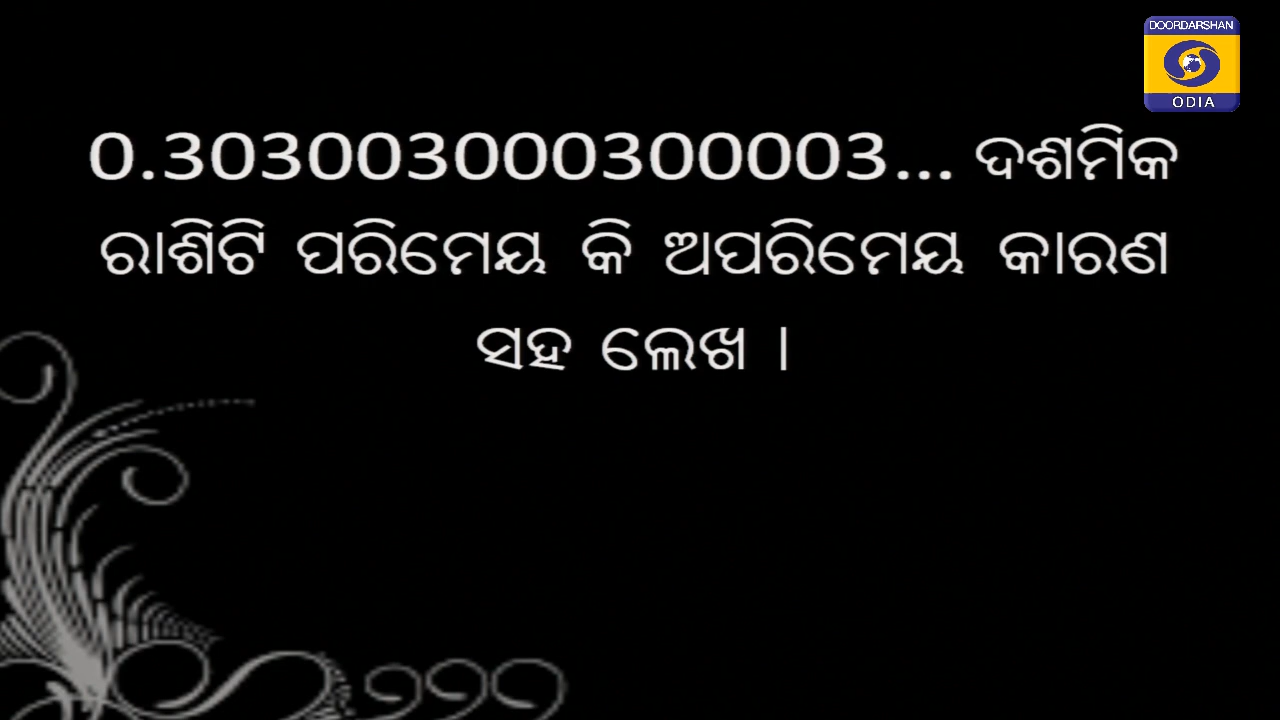 DOORDARSHAN
ODIA
0.303003000300003... ଦଶମିକ
ରାଶିଟି ପରିମେୟ କି ଅପରିମେୟ କାରଣ
ସହ ଲେଖ ।